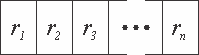 r₁ r₂ r₃ ••• rₙ